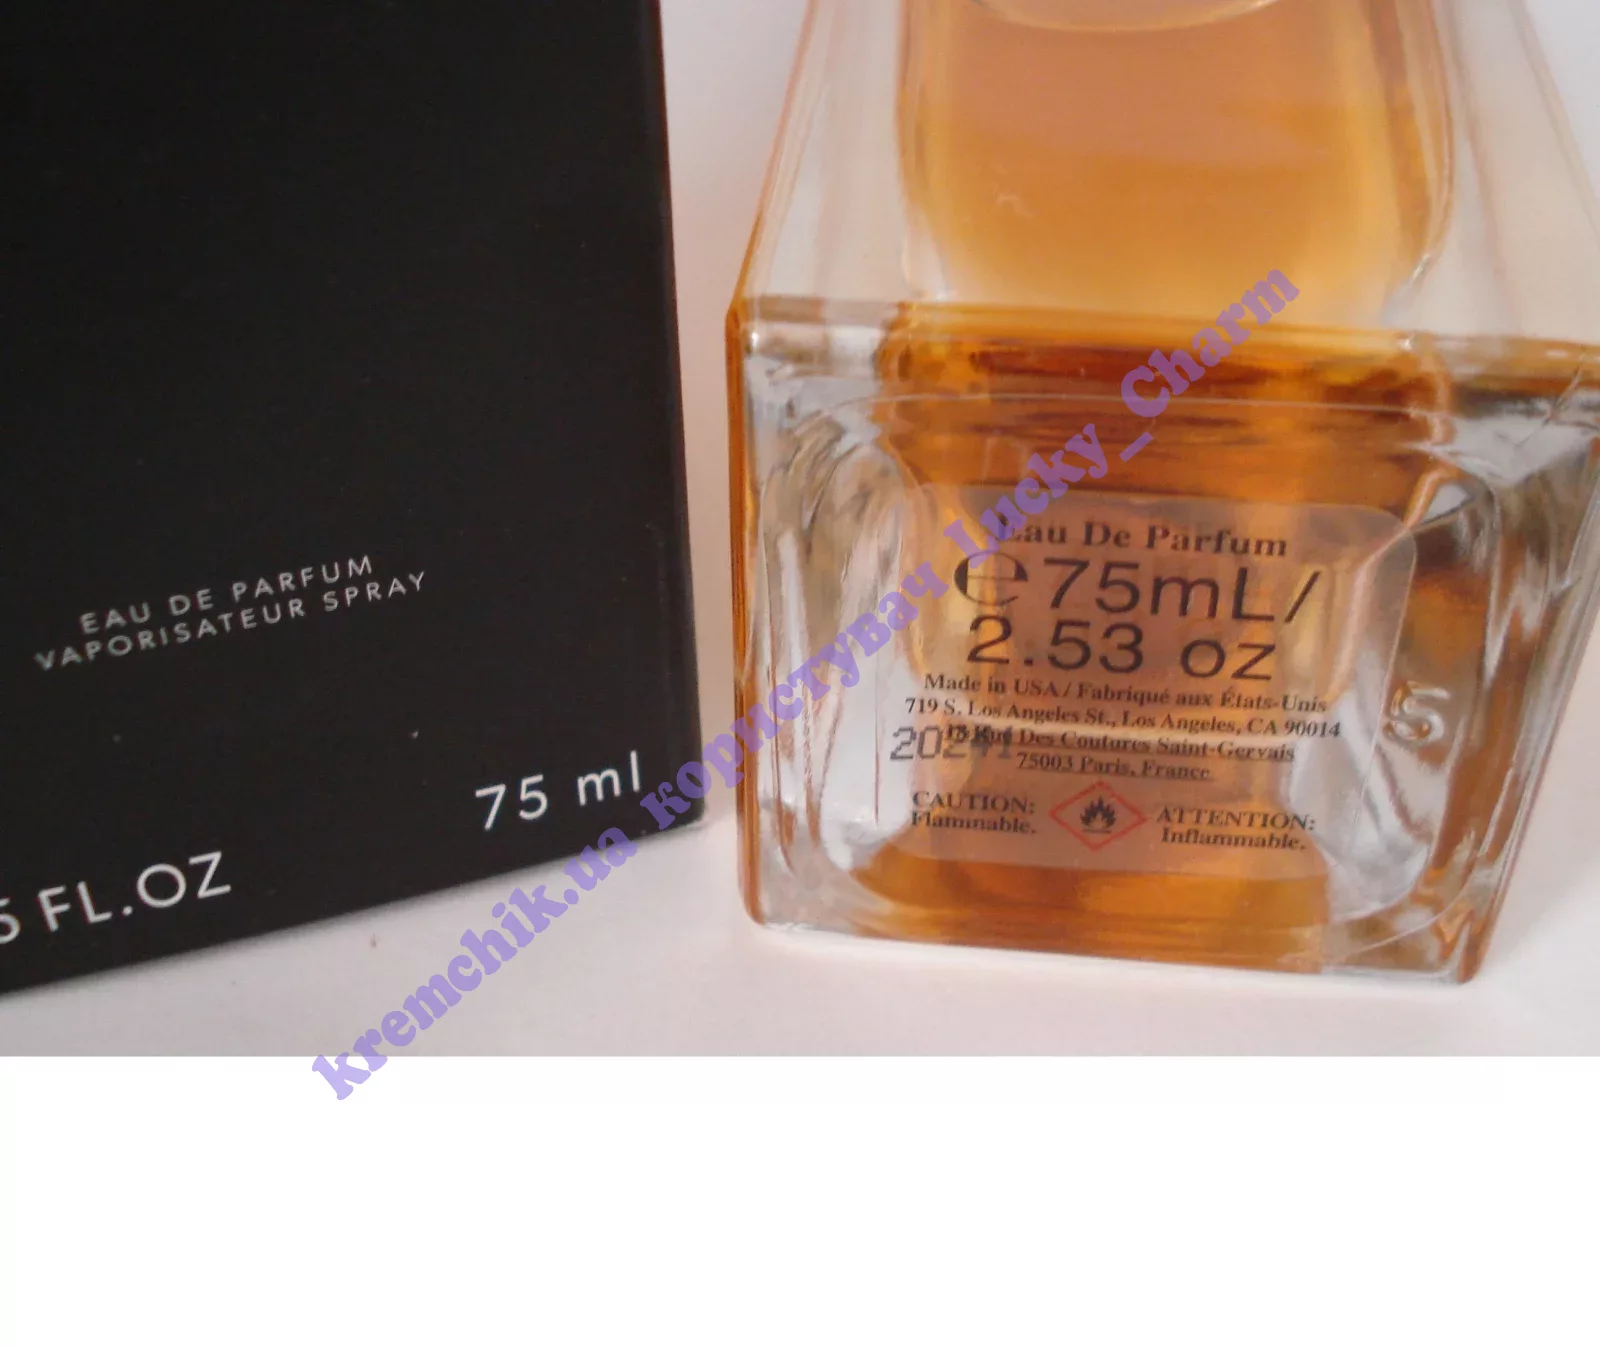 EAU DE PARFUM
VAPORISATEUR SPRAY
75 ml
FL.OZ
Eau De Parfum
℮75mL/
2.53 oz
Made in USA / Fabriqué aux États-Unis
719 S. Los Angeles St., Los Angeles, CA 90014
Rue Des Coutures Saint-Gervais
75003 Paris, France
CAUTION:
Flammable.
ATTENTION:
Inflammable.
5
kremchik.ua користувач Lucky_Charm